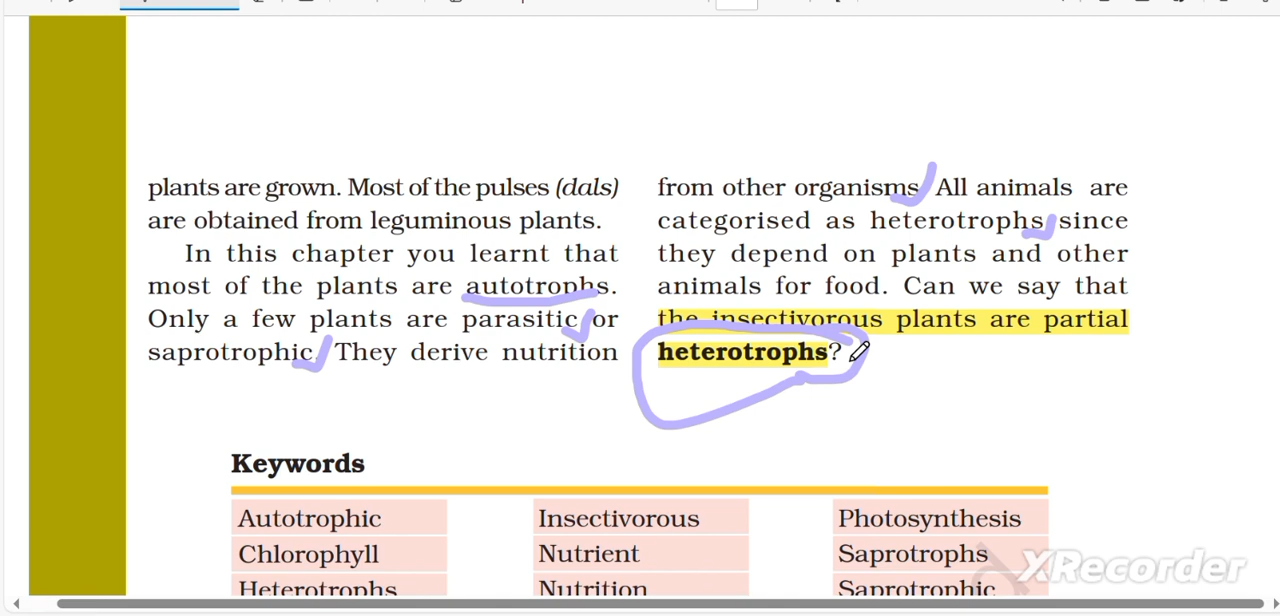 plants are grown. Most of the pulses (dals)
are obtained from leguminous plants.
In this chapter you learnt that
most of the plants are autotrophs.
Only a few plants are parasitic or
saprotrophic. They derive nutrition
from other organisms. All animals are
categorised as heterotrophs since
they depend on plants and other
animals for food. Can we say that
the insectivorous plants are partial
heterotrophs?
Keywords
Autotrophic Insectivorous Photosynthesis
Chlorophyll Nutrient Saprotrophs
Heterotrophs Nutrition Saprotrophic
XRecorder